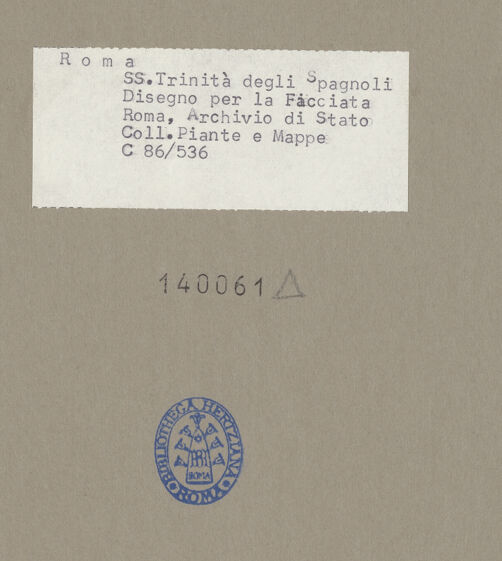 Roma
SS.Trinità degli Spagnoli
Disegno per la Facciata
Roma, Archivio di Stato
Coll.Piante e Mappe
C 86/536
140061
BIBLIOTHECA HERTZIANA
ROMA
ROMA